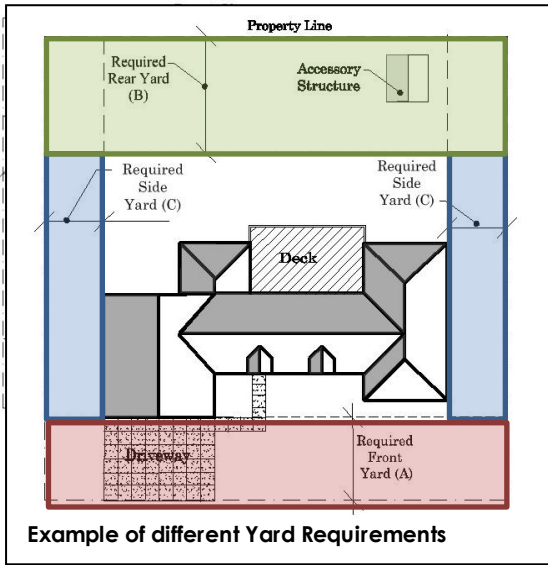 Property Line
Required
Rear Yard
(B)
Accessory
Structure
Required
Side
Yard (C)
Required
Side
Yard (C)
Deck
Driveway
Required
Front
Yard (A)
Example of different Yard Requirements